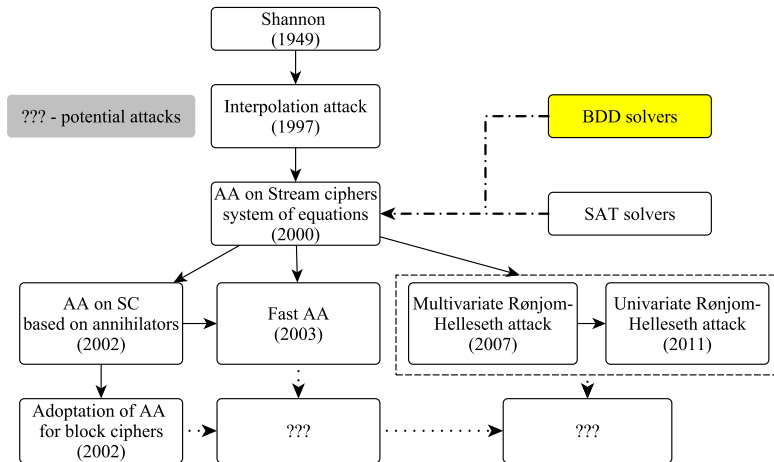 Shannon
(1949)
??? - potential attacks
Interpolation attack
(1997)
BDD solvers
AA on Stream ciphers
system of equations
(2000)
SAT solvers
AA on SC
based on annihilators
(2002)
Fast AA
(2003)
Multivariate Rønjom-
Helleseth attack
(2007)
Univariate Rønjom-
Helleseth attack
(2011)
Adoptation of AA
for block ciphers
(2002)
???
???